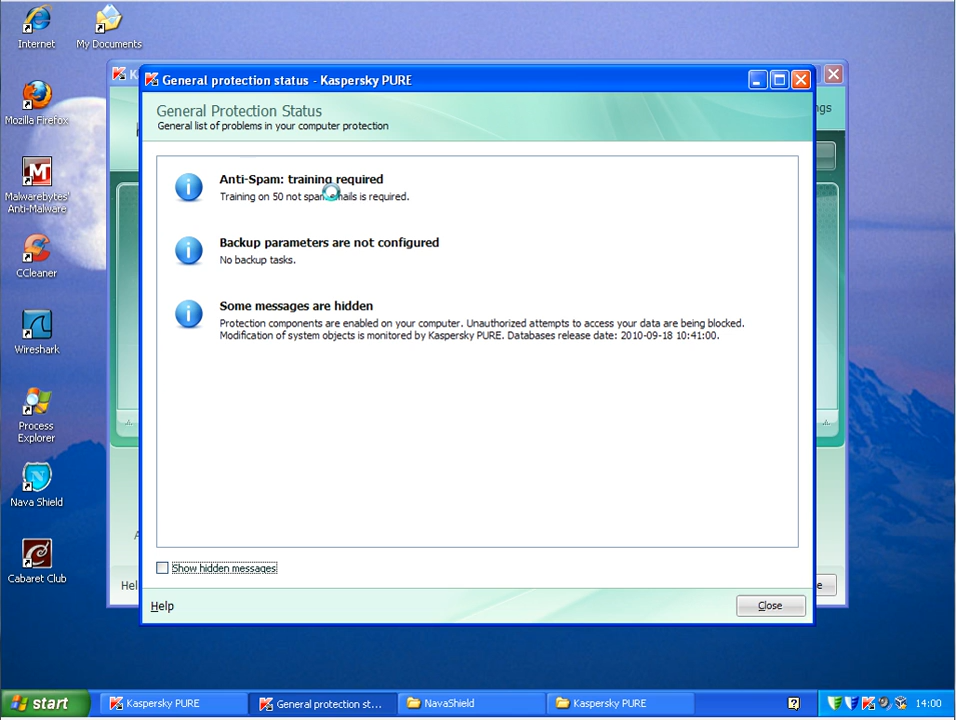 Internet
My Documents
General protection status - Kaspersky PURE
General Protection Status
General list of problems in your computer protection
Mozilla Firefox
Anti-Spam: training required
Training on 50 not spam emails is required.
Malwarebytes'
Anti-Malware
Backup parameters are not configured
No backup tasks.
CCleaner
Some messages are hidden
Protection components are enabled on your computer. Unauthorized attempts to access your data are being blocked.
Modification of system objects is monitored by Kaspersky PURE. Databases release date: 2010-09-18 10:41:00.
Wireshark
Process
Explorer
Nava Shield
Cabaret Club
Show hidden messages
Help
Close
start
Kaspersky PURE
General protection st...
NavaShield
Kaspersky PURE
14:00